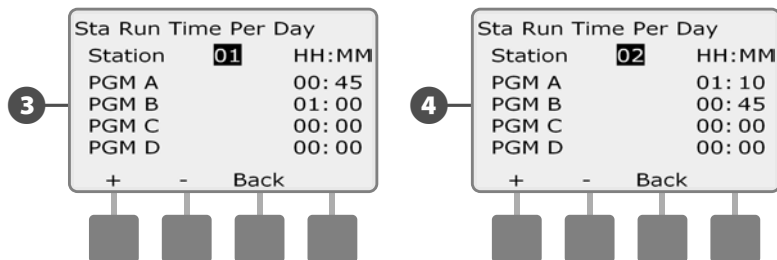 3
Sta Run Time Per Day
Station 01 HH:MM
PGM A 00:45
PGM B 01:00
PGM C 00:00
PGM D 00:00
+ - Back
4
Sta Run Time Per Day
Station 02 HH:MM
PGM A 01:10
PGM B 00:45
PGM C 00:00
PGM D 00:00
+ - Back